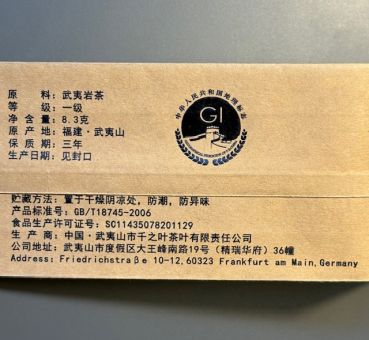 原　　料：武夷岩茶
等　　级：一级
净 含 量：8.3克
原 产 地：福建·武夷山
保 质 期：三年
生产日期：见封口
中华人民共和国地理标志
GI
贮藏方法：置于干燥阴凉处，防潮，防异味
产品标准号：GB/T18745-2006
食品生产许可证号：SC11435078201129
生 产 商：中国·武夷山市千之叶茶叶有限责任公司
公司地址：武夷山市度假区大王峰南路19号（精瑞华府）36幢
Address: Friedrichstraβe 10-12,60323 Frankfurt am Main,Germany